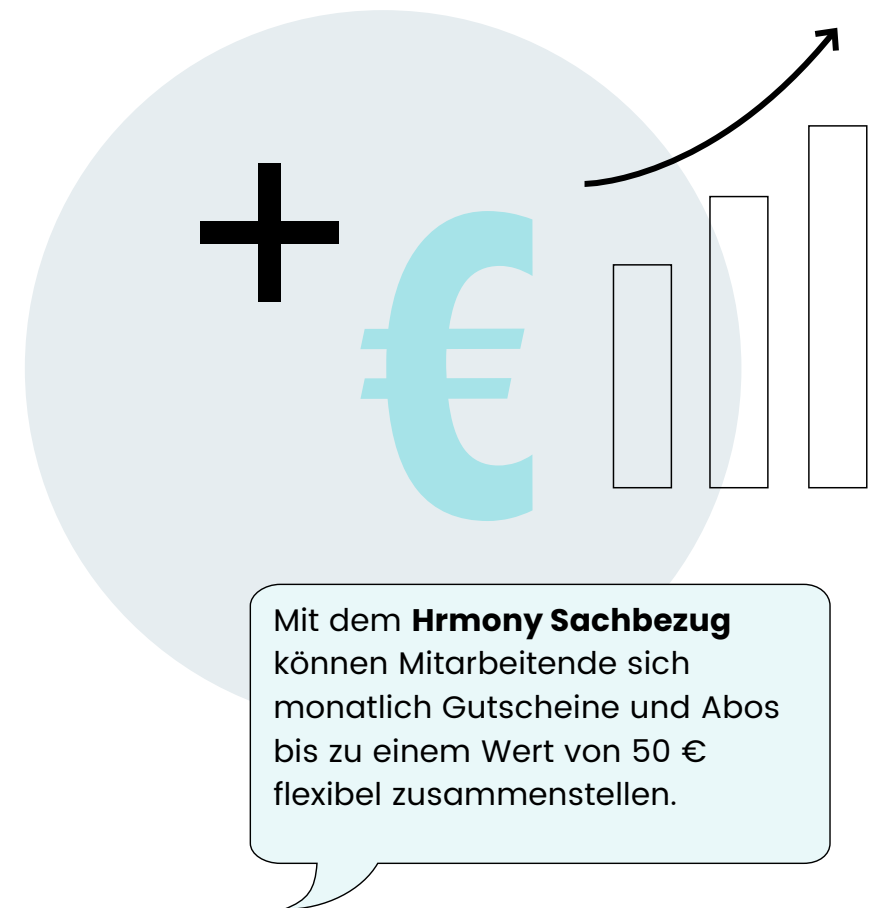 +
€
Mit dem Hrmony Sachbezug
können Mitarbeitende sich
monatlich Gutscheine und Abos
bis zu einem Wert von 50 €
flexibel zusammenstellen.